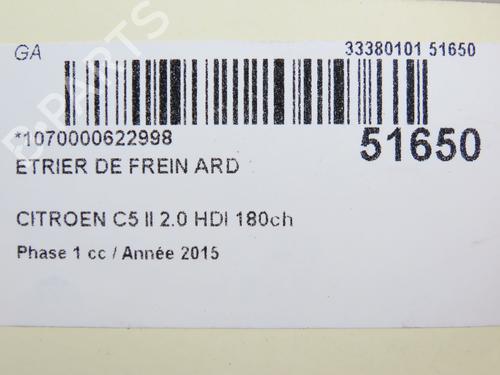 GA
33380101 51650
*1070000622998
51650
ETRIER DE FREIN ARD
CITROEN C5 II 2.0 HDI 180ch
Phase 1 cc / Année 2015
B-PARTS